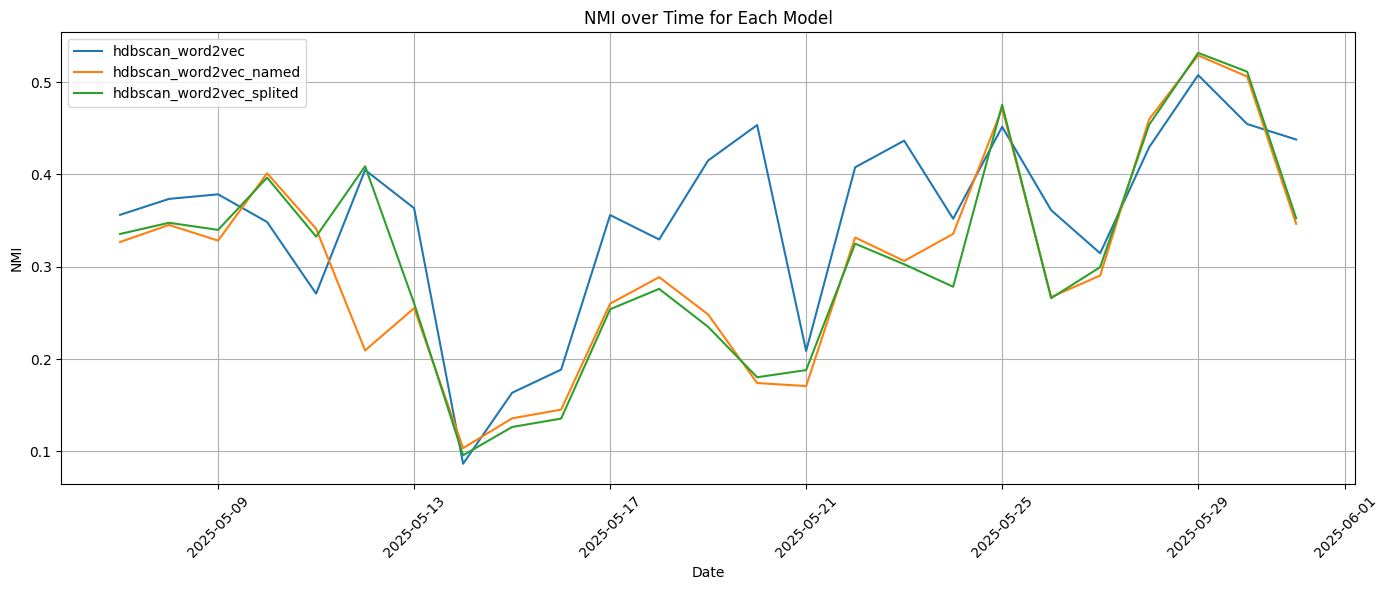 NMI over Time for Each Model
hdbscan_word2vec
hdbscan_word2vec_named
hdbscan_word2vec_splited
NMI
0.5
0.4
0.3
0.2
0.1
2025-05-09
2025-05-13
2025-05-17
2025-05-21
2025-05-25
2025-05-29
2025-06-01
Date